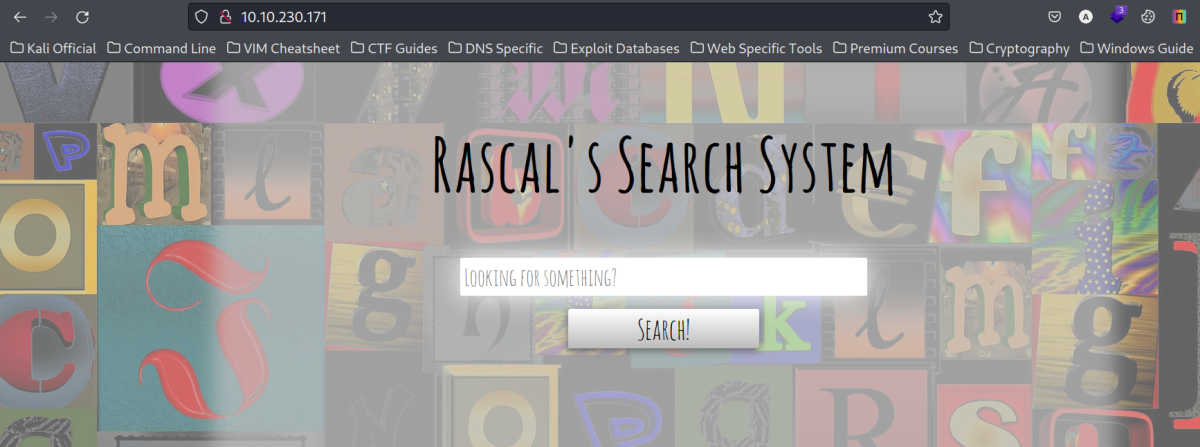 10.10.230.171
3
A
n
Kali Official Command Line VIM Cheatsheet CTF Guides DNS Specific Exploit Databases Web Specific Tools Premium Courses Cryptography Windows Guide
Rascal's Search System
Looking for something?
Search!